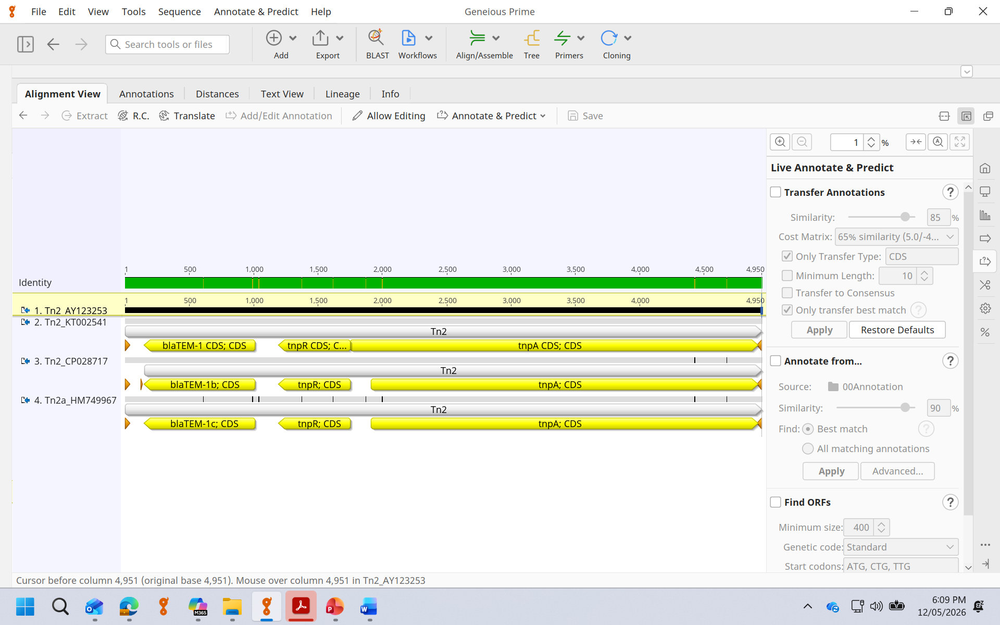 File Edit View Tools Sequence Annotate & Predict Help Geneious Prime
Search tools or files
Add Export BLAST Workflows Align/Assemble Tree Primers Cloning
Alignment View Annotations Distances Text View Lineage Info
Extract R.C. Translate Add/Edit Annotation Allow Editing Annotate & Predict Save
1 %
Live Annotate & Predict
Transfer Annotations ?
Similarity: 85 %
Cost Matrix: 65% similarity (5.0/-4...
Only Transfer Type: CDS
Minimum Length: 10
Transfer to Consensus
Only transfer best match ?
Apply Restore Defaults
Annotate from... ?
Source: 00Annotation
Similarity: 90 %
Find: Best match ?
All matching annotations
Apply Advanced...
Find ORFs ?
Minimum size: 400
Genetic code: Standard
Start codons: ATG, CTG, TTG
1 500 1,000 1,500 2,000 2,500 3,000 3,500 4,000 4,500 4,950
Identity
1 500 1,000 1,500 2,000 2,500 3,000 3,500 4,000 4,950
1. Tn2_AY123253
2. Tn2_KT002541
Tn2
blaTEM-1 CDS; CDS tnpR CDS; C... tnpA CDS; CDS
3. Tn2_CP028717
Tn2
blaTEM-1b; CDS tnpR; CDS tnpA; CDS
4. Tn2a_HM749967
Tn2
blaTEM-1c; CDS tnpR; CDS tnpA; CDS
Cursor before column 4,951 (original base 4,951). Mouse over column 4,951 in Tn2_AY123253
M365
6:09 PM
12/05/2026